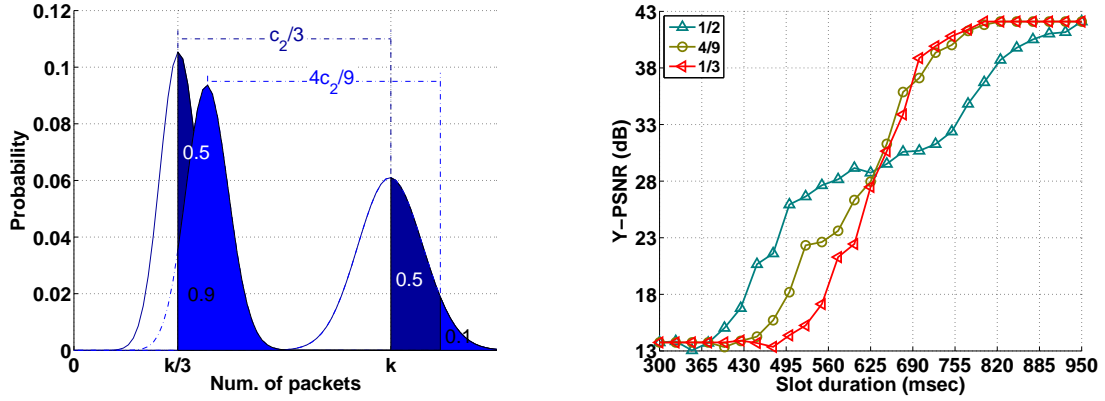 0.12
0.1
0.08
0.06
0.04
0.02
0
Probability
c₂/3
4c₂/9
0.5
0.9
0.5
0.1
0 k/3 k
Num. of packets
43
38
33
28
23
18
13
Y−PSNR (dB)
1/2
4/9
1/3
300 365 430 495 560 625 690 755 820 885 950
Slot duration (msec)